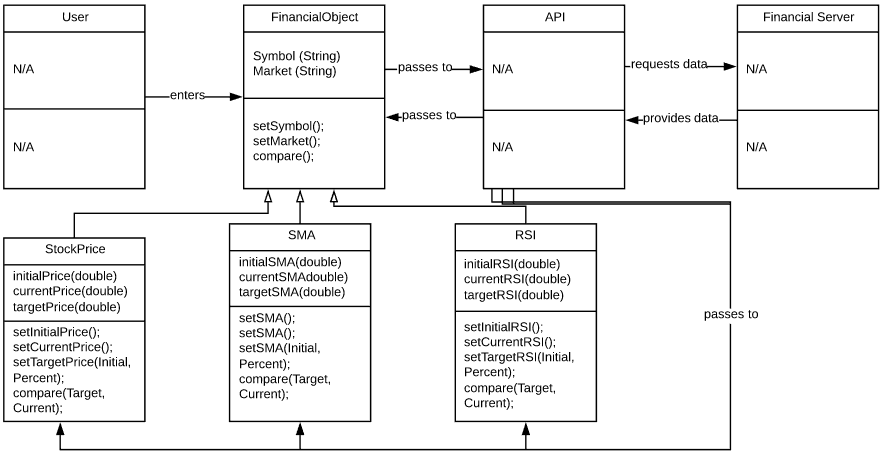 User
N/A
N/A
enters
FinancialObject
Symbol (String)
Market (String)
setSymbol();
setMarket();
compare();
passes to
passes to
API
N/A
N/A
requests data
provides data
Financial Server
N/A
N/A
StockPrice
initialPrice(double)
currentPrice(double)
targetPrice(double)
setInitialPrice();
setCurrentPrice();
setTargetPrice(Initial,
Percent);
compare(Target,
Current);
SMA
initialSMA(double)
currentSMAdouble)
targetSMA(double)
setSMA();
setSMA();
setSMA(Initial,
Percent);
compare(Target,
Current);
RSI
initialRSI(double)
currentRSI(double)
targetRSI(double)
setInitialRSI();
setCurrentRSI();
setTargetRSI(Initial,
Percent);
compare(Target,
Current);
passes to